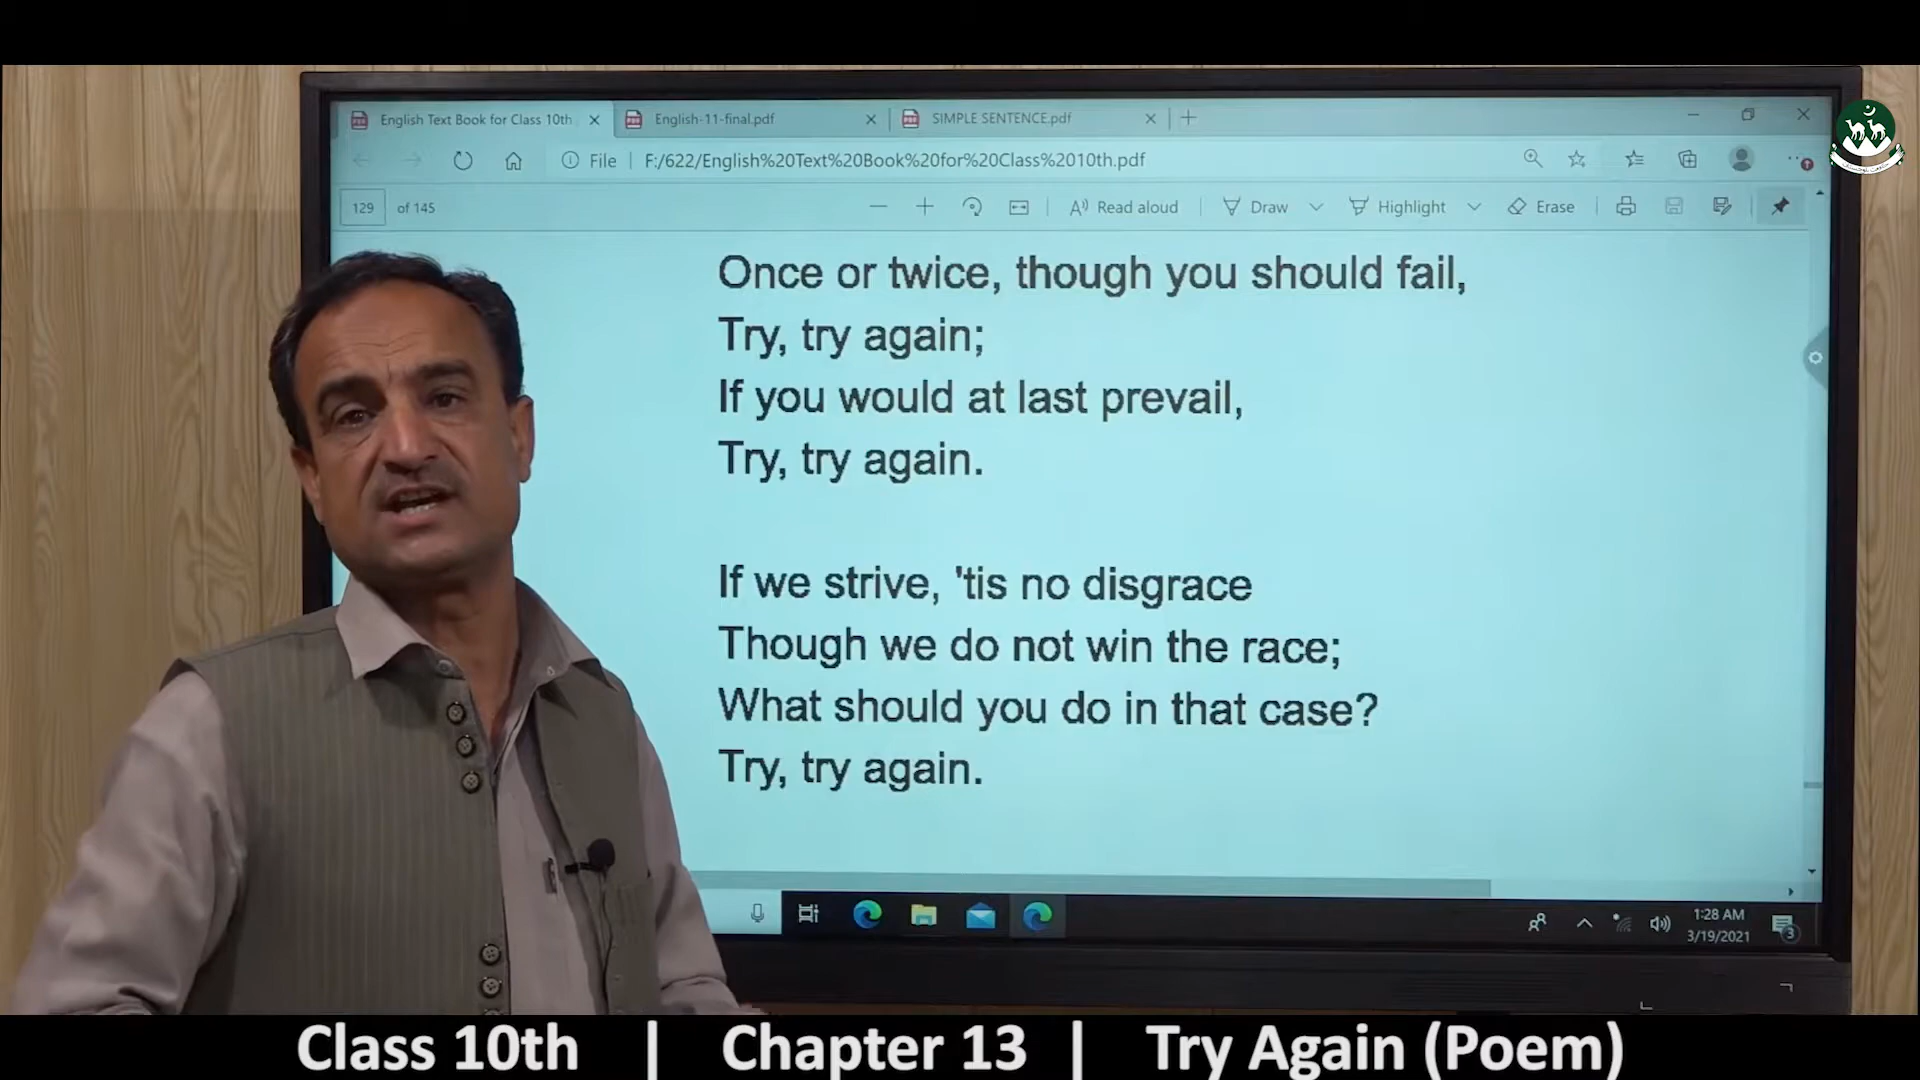 English Text Book for Class 10th
English-11-final.pdf
SIMPLE SENTENCE.pdf
File
F:/622/English%20Text%20Book%20for%20Class%2010th.pdf
129 of 145
Read aloud
Draw
Highlight
Erase
Once or twice, though you should fail,
Try, try again;
If you would at last prevail,
Try, try again.
If we strive, 'tis no disgrace
Though we do not win the race;
What should you do in that case?
Try, try again.
1:28 AM
3/19/2021
3
Class 10th | Chapter 13 | Try Again (Poem)